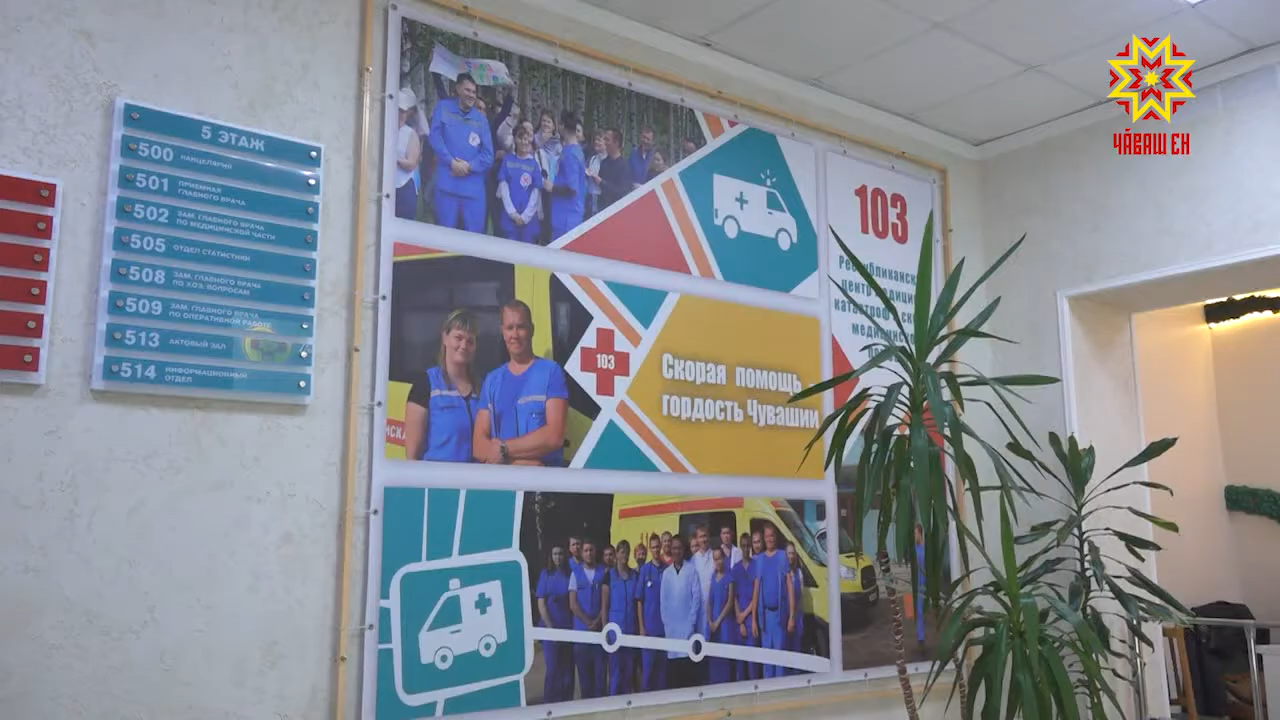 5 ЭТАЖ
500 КАНЦЕЛЯРИЯ
501 ПРИЕМНАЯ
ГЛАВНОГО ВРАЧА
502 ЗАМ. ГЛАВНОГО ВРАЧА
ПО МЕДИЦИНСКОЙ ЧАСТИ
505 ОТДЕЛ СТАТИСТИКИ
508 ЗАМ. ГЛАВНОГО ВРАЧА
ПО ХОЗ. ВОПРОСАМ
509 ЗАМ. ГЛАВНОГО ВРАЧА
ПО ОПЕРАТИВНОЙ РАБОТЕ
513 АКТОВЫЙ ЗАЛ
514 ИНФОРМАЦИОННЫЙ
ОТДЕЛ
103
Скорая помощь
гордость Чувашии
103
центр
ЧӐВАШ ЕН